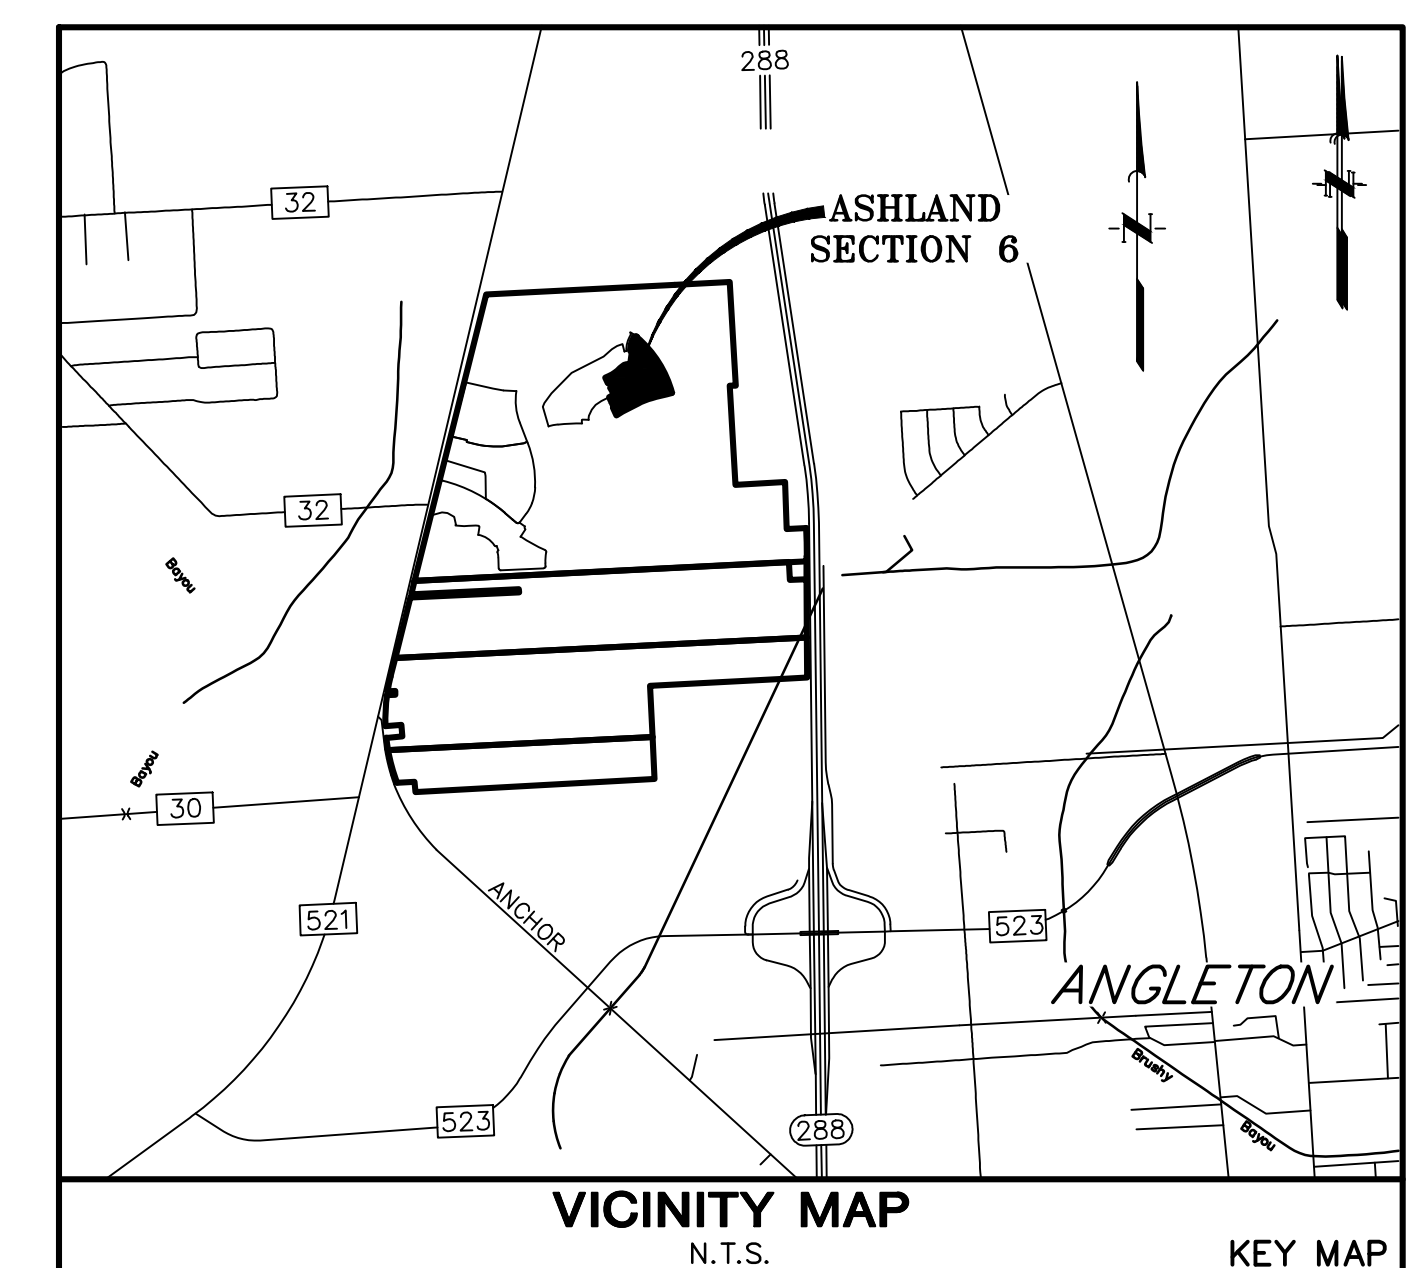 288
32
ASHLAND
SECTION 6
32
Bayou
Bayou
30
521
ANCHOR
523
ANGLETON
Brushy
Bayou
523
288
VICINITY MAP
N.T.S.
KEY MAP